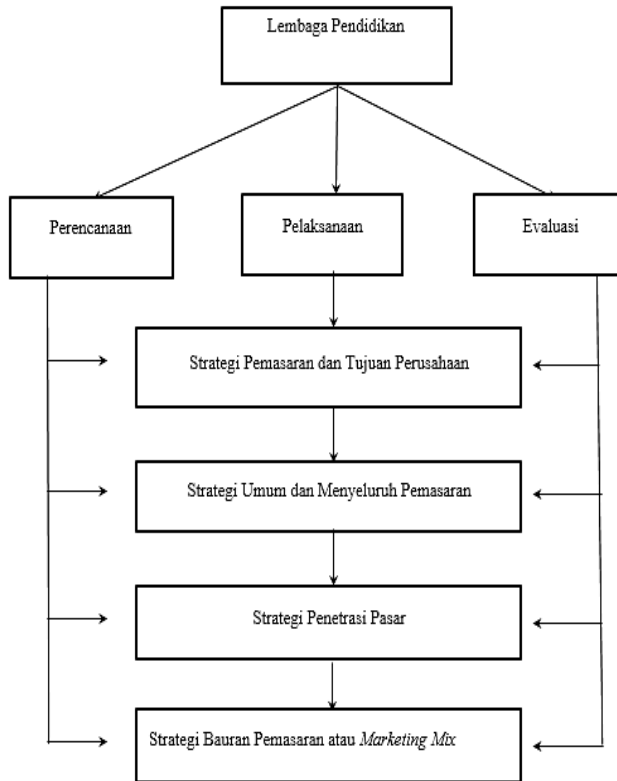 Lembaga Pendidikan
Perencanaan
Pelaksanaan
Evaluasi
Strategi Pemasaran dan Tujuan Perusahaan
Strategi Umum dan Menyeluruh Pemasaran
Strategi Penetrasi Pasar
Strategi Bauran Pemasaran atau Marketing Mix